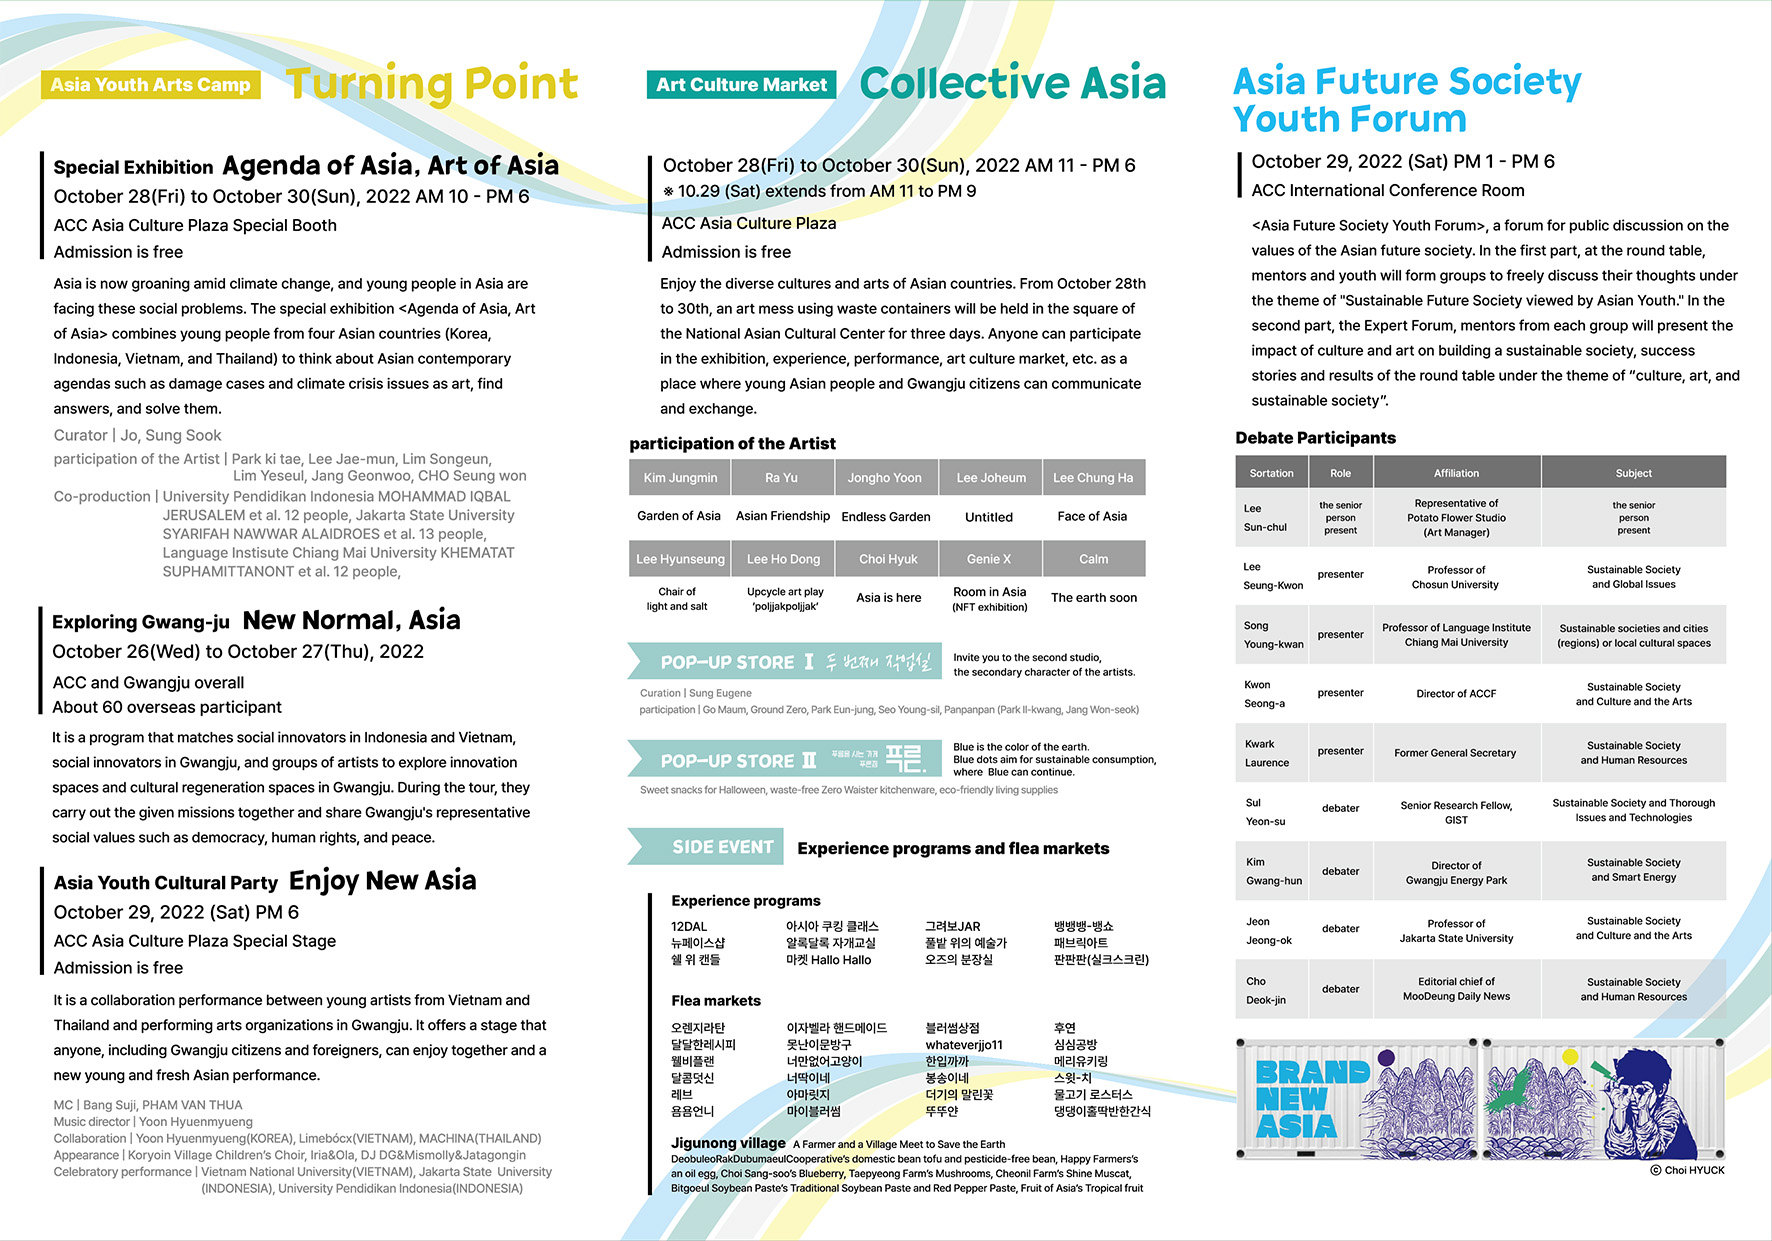 Asia Youth Arts Camp Turning Point
Special Exhibition Agenda of Asia, Art of Asia
October 28(Fri) to October 30(Sun), 2022 AM 10 - PM 6
ACC Asia Culture Plaza Special Booth
Admission is free
Asia is now groaning amid climate change, and young people in Asia are
facing these social problems. The special exhibition <Agenda of Asia, Art
of Asia> combines young people from four Asian countries (Korea,
Indonesia, Vietnam, and Thailand) to think about Asian contemporary
agendas such as damage cases and climate crisis issues as art, find
answers, and solve them.
Curator | Jo, Sung Sook
participation of the Artist | Park ki tae, Lee Jae-mun, Lim Songeun,
Lim Yeseul, Jang Geonwoo, CHO Seung won
Co-production | University Pendidikan Indonesia MOHAMMAD IQBAL
JERUSALEM et al. 12 people, Jakarta State University
SYARIFAH NAWWAR ALAIDROES et al. 13 people,
Language Instisute Chiang Mai University KHEMATAT
SUPHAMITTANONT et al. 12 people,
Exploring Gwang-ju New Normal, Asia
October 26(Wed) to October 27(Thu), 2022
ACC and Gwangju overall
About 60 overseas participant
It is a program that matches social innovators in Indonesia and Vietnam,
social innovators in Gwangju, and groups of artists to explore innovation
spaces and cultural regeneration spaces in Gwangju. During the tour, they
carry out the given missions together and share Gwangju's representative
social values such as democracy, human rights, and peace.
Asia Youth Cultural Party Enjoy New Asia
October 29, 2022 (Sat) PM 6
ACC Asia Culture Plaza Special Stage
Admission is free
It is a collaboration performance between young artists from Vietnam and
Thailand and performing arts organizations in Gwangju. It offers a stage that
anyone, including Gwangju citizens and foreigners, can enjoy together and a
new young and fresh Asian performance.
MC | Bang Suji, PHAM VAN THUA
Music director | Yoon Hyuenmyueng
Collaboration | Yoon Hyuenmyueng(KOREA), Limebócx(VIETNAM), MACHINA(THAILAND)
Appearance | Koryoin Village Children's Choir, Iria&Ola, DJ DG&Mismolly&Jatagongin
Celebratory performance | Vietnam National University(VIETNAM), Jakarta State University
(INDONESIA), University Pendidikan Indonesia(INDONESIA)
Art Culture Market Collective Asia
October 28(Fri) to October 30(Sun), 2022 AM 11 - PM 6
※ 10.29 (Sat) extends from AM 11 to PM 9
ACC Asia Culture Plaza
Admission is free
Enjoy the diverse cultures and arts of Asian countries. From October 28th
to 30th, an art mess using waste containers will be held in the square of
the National Asian Cultural Center for three days. Anyone can participate
in the exhibition, experience, performance, art culture market, etc. as a
place where young Asian people and Gwangju citizens can communicate
and exchange.
participation of the Artist
Kim Jungmin Ra Yu Jongho Yoon Lee Joheum Lee Chung Ha
Garden of Asia Asian Friendship Endless Garden Untitled Face of Asia
Lee Hyunseung Lee Ho Dong Choi Hyuk Genie X Calm
Chair of light and salt Upcycle art play 'poljjakpoljjak' Asia is here Room in Asia (NFT exhibition) The earth soon
POP-UP STORE Ⅰ 두 번째 작업실
Invite you to the second studio,
the secondary character of the artists.
Curation | Sung Eugene
participation | Go Maum, Ground Zero, Park Eun-jung, Seo Young-sil, Panpanpan (Park Il-kwang, Jang Won-seok)
POP-UP STORE Ⅱ 푸름을 사는 가게 푸른점 푸른.
Blue is the color of the earth.
Blue dots aim for sustainable consumption,
where Blue can continue.
Sweet snacks for Halloween, waste-free Zero Waister kitchenware, eco-friendly living supplies
SIDE EVENT Experience programs and flea markets
Experience programs
12DAL 아시아 쿠킹 클래스 그려보JAR 뱅뱅뱅-뱅쇼
뉴페이스샵 알록달록 자개교실 풀밭 위의 예술가 패브릭아트
쉘 위 캔들 마켓 Hallo Hallo 오즈의 분장실 판판판(실크스크린)
Flea markets
오렌지라탄 이자벨라 핸드메이드 블러썸상점 후연
달달한레시피 못난이문방구 whateverjjo11 심심공방
웰비플랜 너만없어고양이 한입까까 메리유키링
달콤덧신 너딱이네 봉송이네 스윗-치
레브 아마릿지 더기의 말린꽃 물고기 로스터스
욤욤언니 마이블러썸 뚜뚜얀 댕댕이홀딱반한간식
Jigunong village A Farmer and a Village Meet to Save the Earth
DeobuleoRakDubumaeulCooperative's domestic bean tofu and pesticide-free bean, Happy Farmers's
an oil egg, Choi Sang-soo's Blueberry, Taepyeong Farm's Mushrooms, Cheonil Farm's Shine Muscat,
Bitgoeul Soybean Paste's Traditional Soybean Paste and Red Pepper Paste, Fruit of Asia's Tropical fruit
Asia Future Society
Youth Forum
October 29, 2022 (Sat) PM 1 - PM 6
ACC International Conference Room
<Asia Future Society Youth Forum>, a forum for public discussion on the
values of the Asian future society. In the first part, at the round table,
mentors and youth will form groups to freely discuss their thoughts under
the theme of "Sustainable Future Society viewed by Asian Youth." In the
second part, the Expert Forum, mentors from each group will present the
impact of culture and art on building a sustainable society, success
stories and results of the round table under the theme of “culture, art, and
sustainable society”.
Debate Participants
Sortation Role Affiliation Subject
Lee Sun-chul the senior person present Representative of Potato Flower Studio (Art Manager) the senior person present
Lee Seung-Kwon presenter Professor of Chosun University Sustainable Society and Global Issues
Song Young-kwan presenter Professor of Language Institute Chiang Mai University Sustainable societies and cities (regions) or local cultural spaces
Kwon Seong-a presenter Director of ACCF Sustainable Society and Culture and the Arts
Kwark Laurence presenter Former General Secretary Sustainable Society and Human Resources
Sul Yeon-su debater Senior Research Fellow, GIST Sustainable Society and Thorough Issues and Technologies
Kim Gwang-hun debater Director of Gwangju Energy Park Sustainable Society and Smart Energy
Jeon Jeong-ok debater Professor of Jakarta State University Sustainable Society and Culture and the Arts
Cho Deok-jin debater Editorial chief of MooDeung Daily News Sustainable Society and Human Resources
BRAND
NEW
ASIA
ⓒ Choi HYUCK